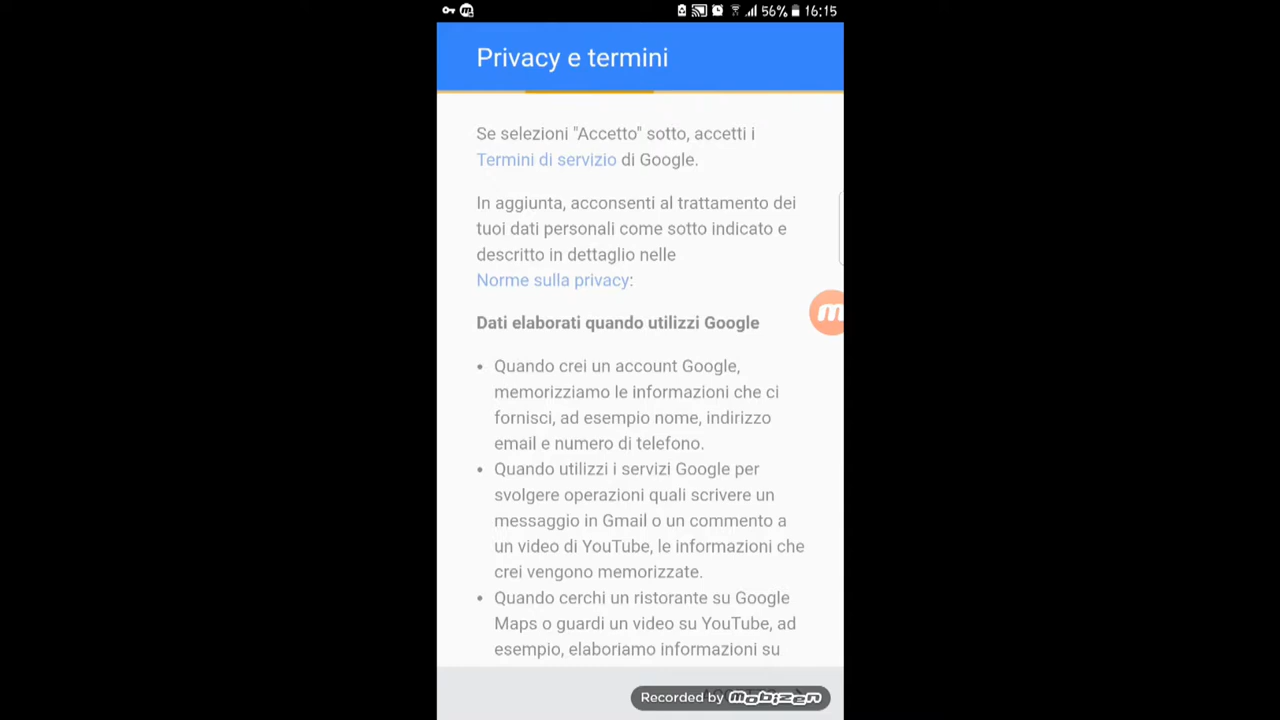 56% 16:15
Privacy e termini
Se selezioni "Accetto" sotto, accetti i
Termini di servizio di Google.
In aggiunta, acconsenti al trattamento dei
tuoi dati personali come sotto indicato e
descritto in dettaglio nelle
Norme sulla privacy:
Dati elaborati quando utilizzi Google
• Quando crei un account Google,
memorizziamo le informazioni che ci
fornisci, ad esempio nome, indirizzo
email e numero di telefono.
• Quando utilizzi i servizi Google per
svolgere operazioni quali scrivere un
messaggio in Gmail o un commento a
un video di YouTube, le informazioni che
crei vengono memorizzate.
• Quando cerchi un ristorante su Google
Maps o guardi un video su YouTube, ad
esempio, elaboriamo informazioni su
Recorded by mobizen